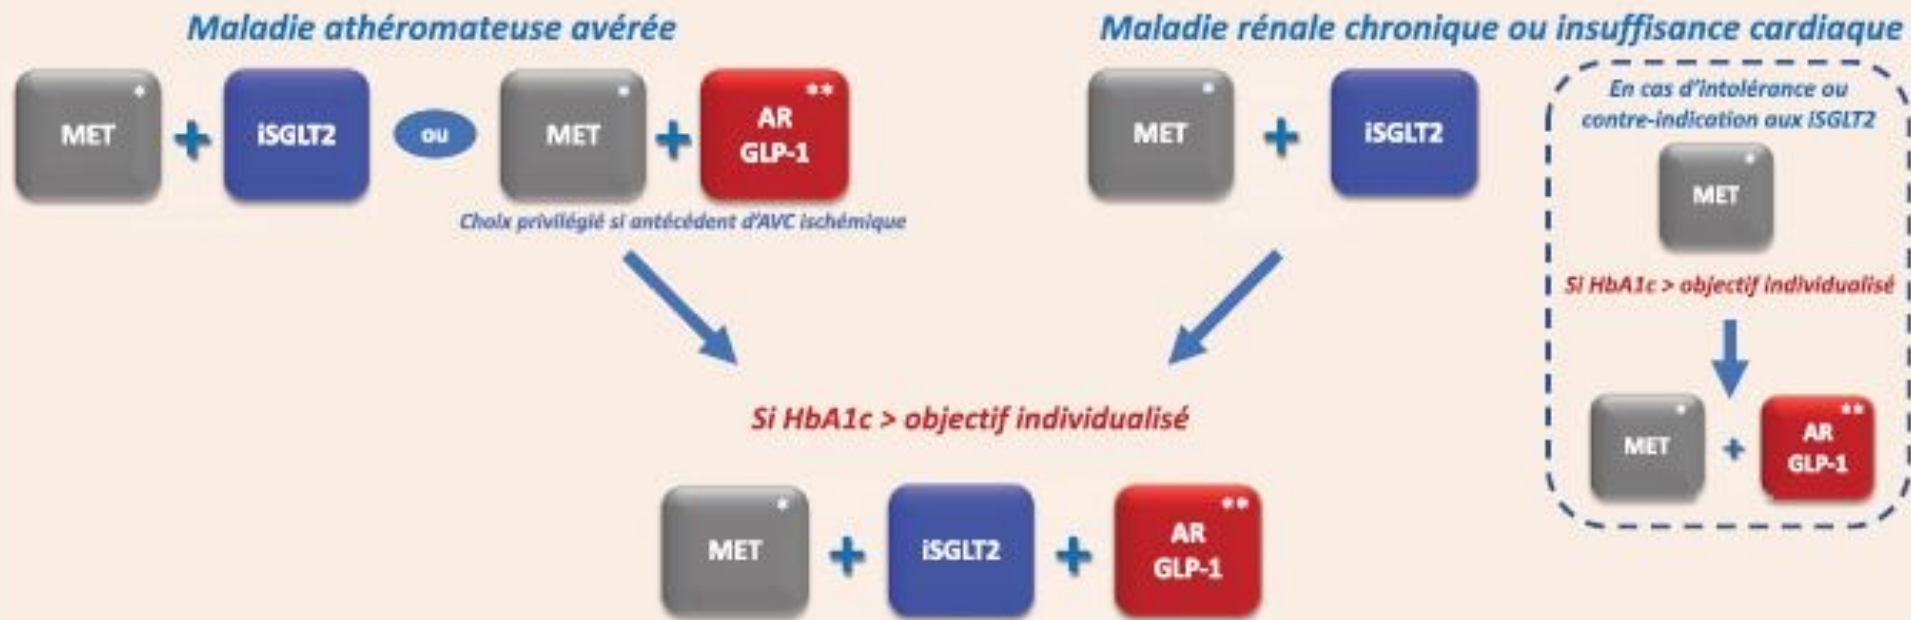 Maladie athéromateuse avérée
MET *
+
iSGLT2
ou
MET *
+
AR **
GLP-1
Choix privilégié si antécédent d'AVC ischémique
Maladie rénale chronique ou insuffisance cardiaque
MET *
+
iSGLT2
En cas d'intolérance ou
contre-indication aux iSGLT2
MET *
Si HbA1c > objectif individualisé
MET *
+
AR **
GLP-1
Si HbA1c > objectif individualisé
MET *
+
iSGLT2
+
AR **
GLP-1